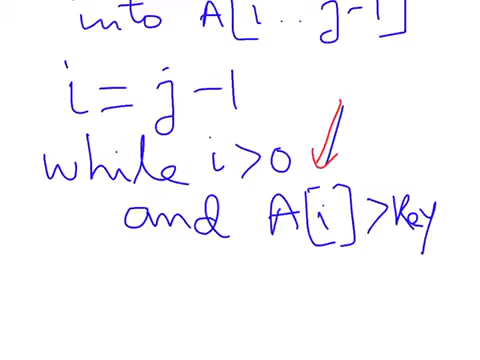 into A[1 .. j-1]
i = j - 1
while i > 0
and A[i] > key